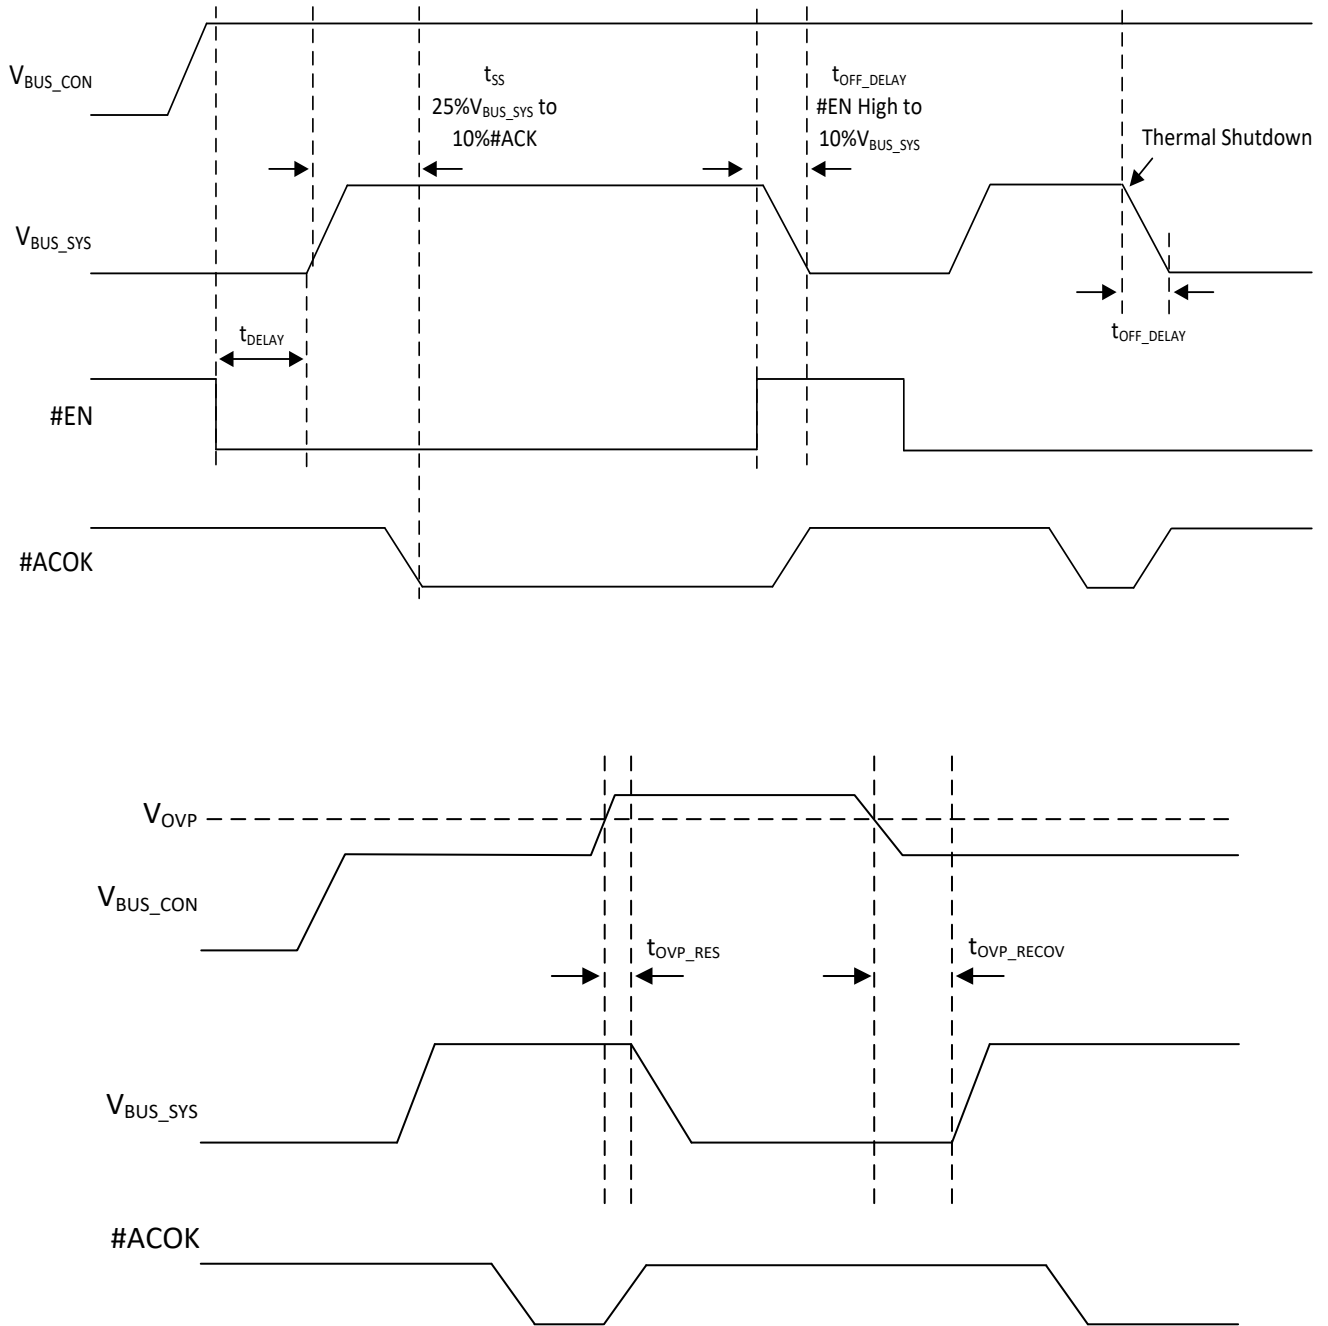 V_BUS_CON
t_SS
25%V_BUS_SYS to
10%#ACK
t_OFF_DELAY
#EN High to
10%V_BUS_SYS
Thermal Shutdown
V_BUS_SYS
t_DELAY
t_OFF_DELAY
#EN
#ACOK
V_OVP
V_BUS_CON
t_OVP_RES
t_OVP_RECOV
V_BUS_SYS
#ACOK